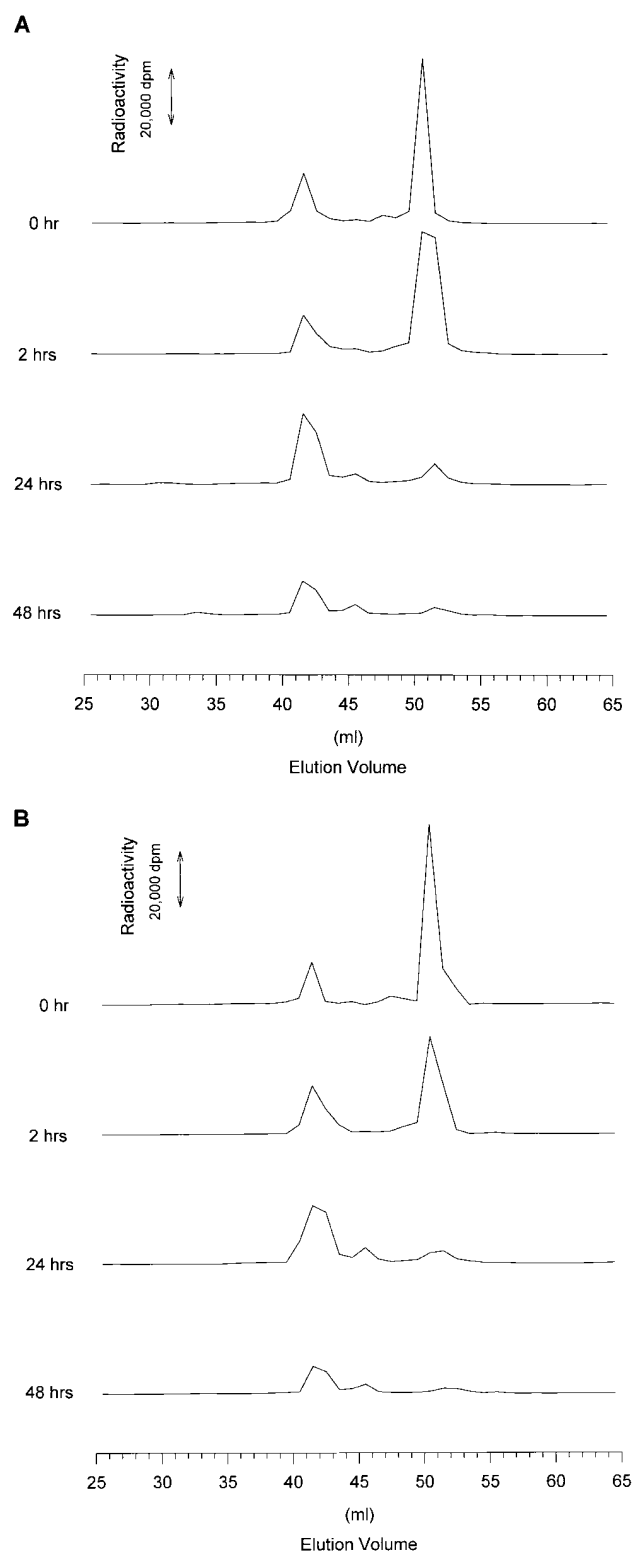 A
Radioactivity
20,000 dpm
0 hr
2 hrs
24 hrs
48 hrs
25 30 35 40 45 50 55 60 65
(ml)
Elution Volume
B
Radioactivity
20,000 dpm
0 hr
2 hrs
24 hrs
48 hrs
25 30 35 40 45 50 55 60 65
(ml)
Elution Volume